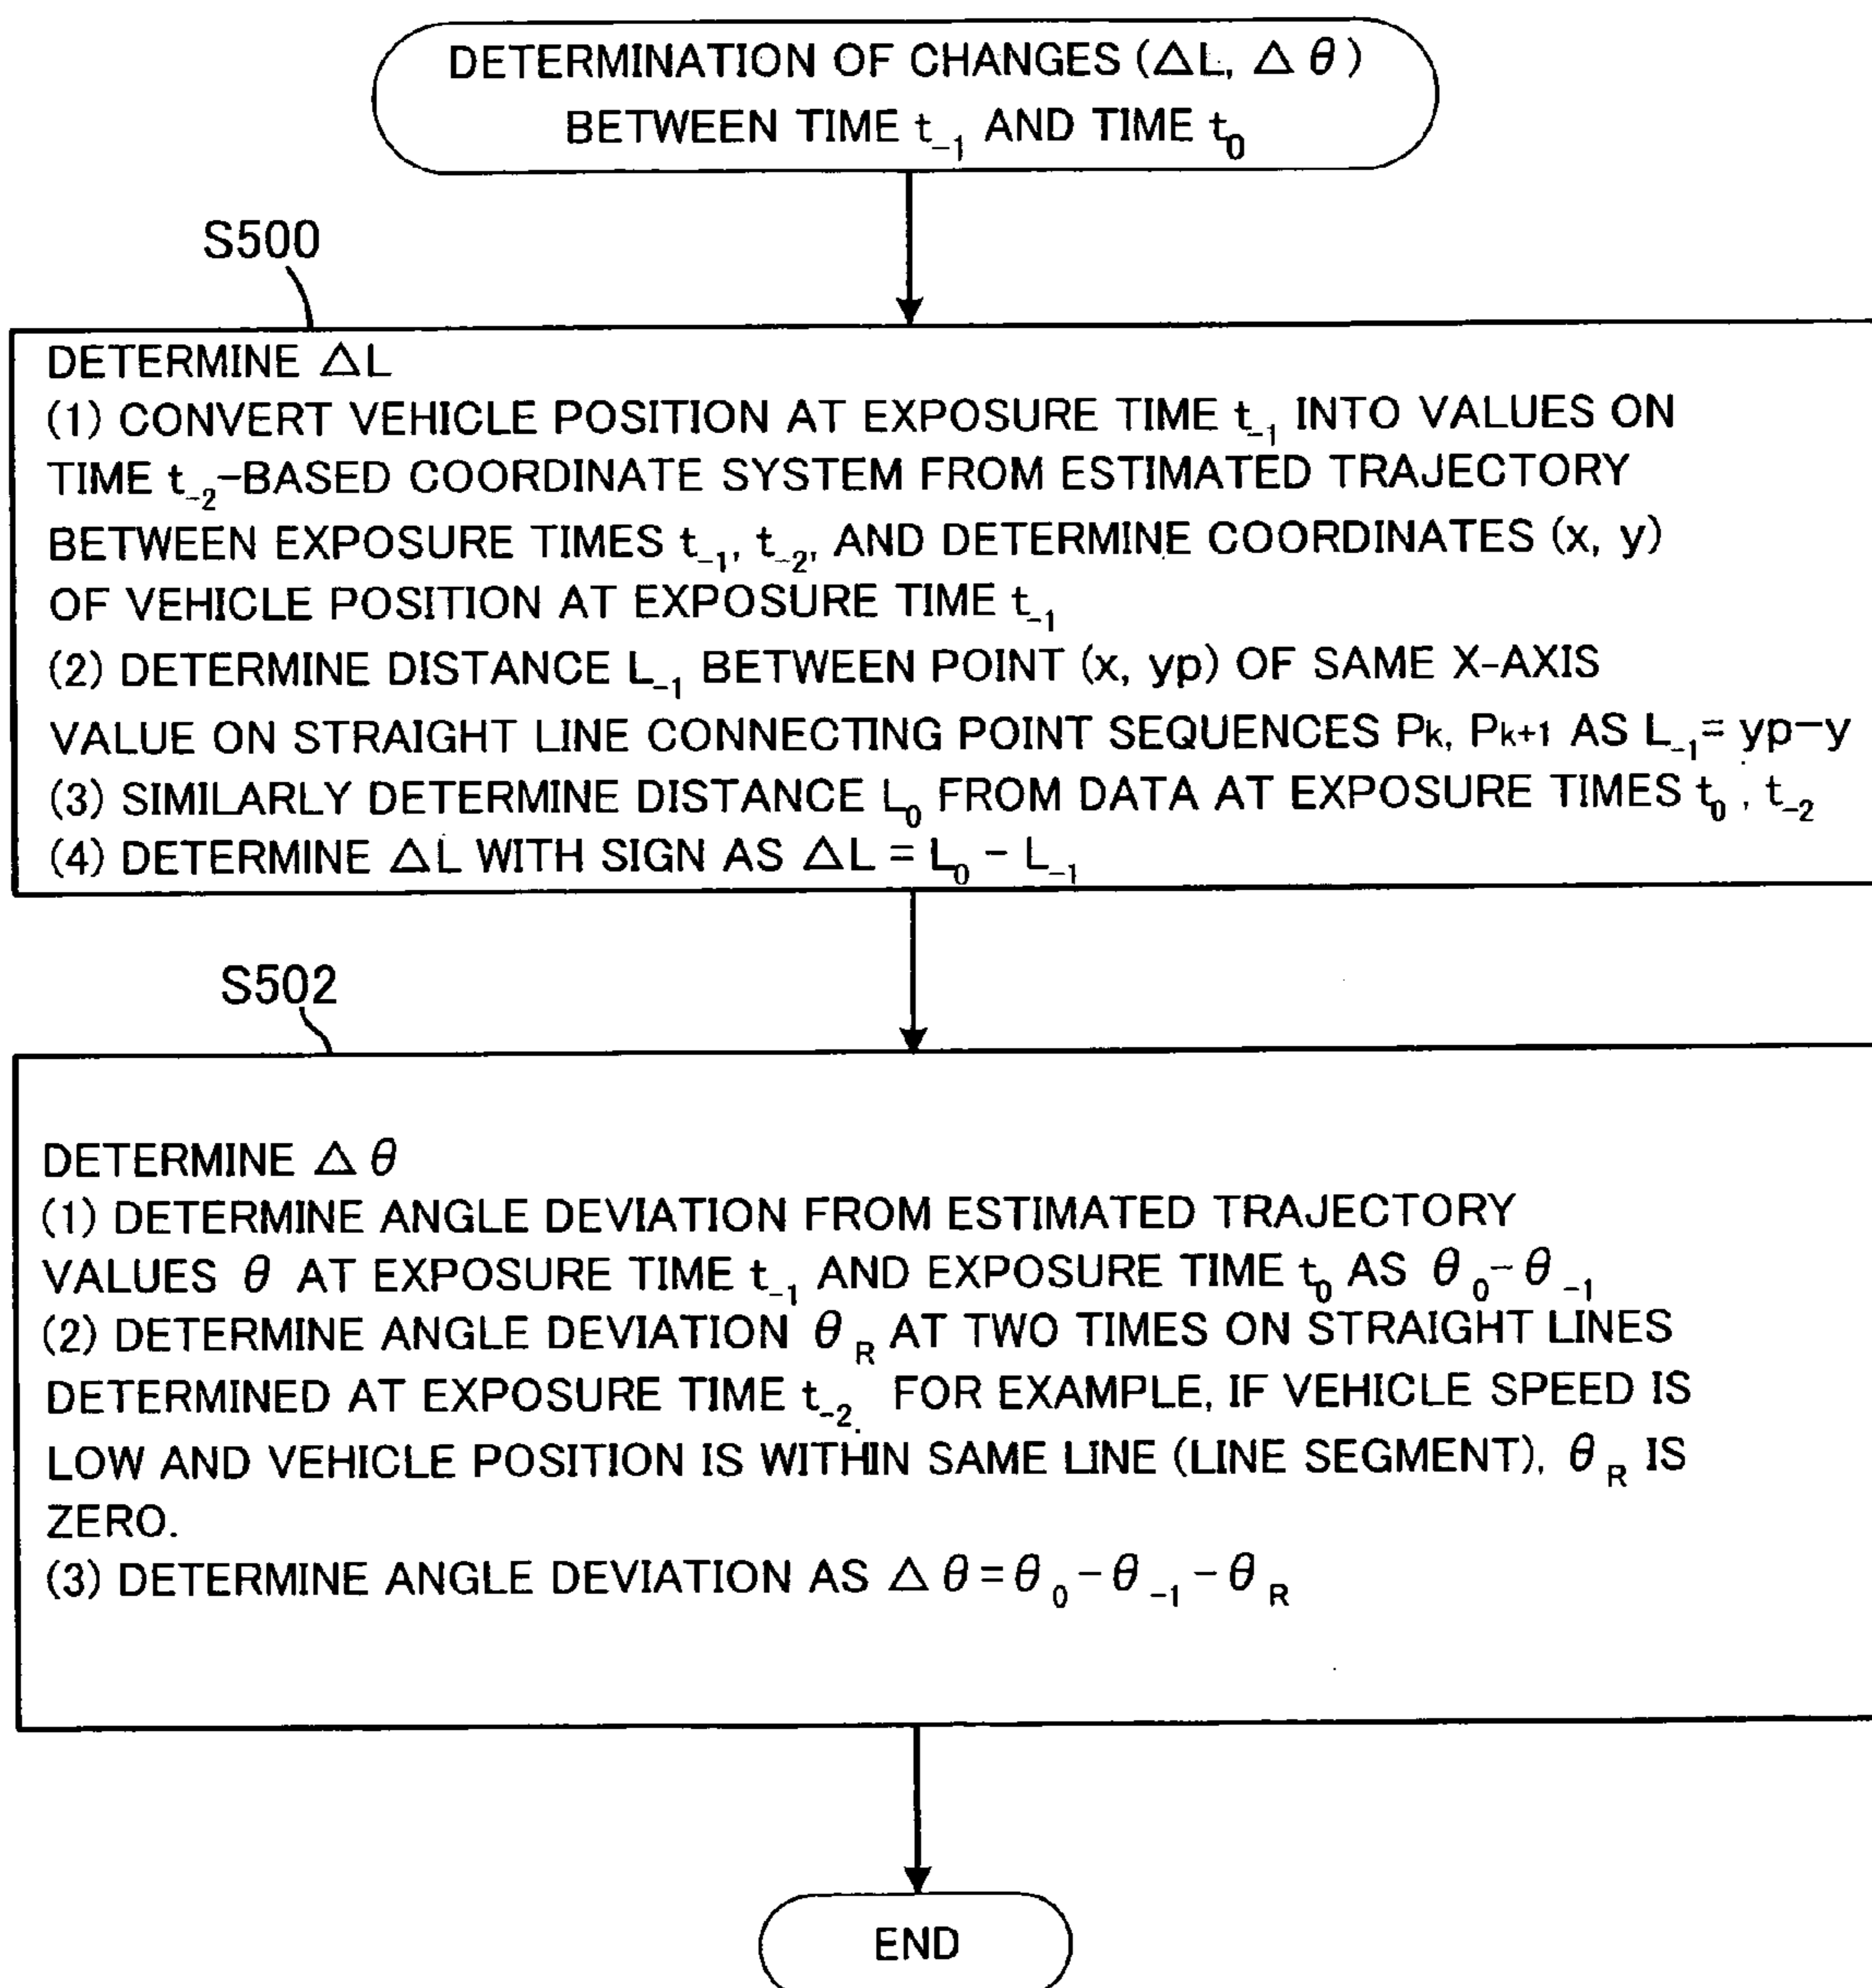 DETERMINATION OF CHANGES (△L, △θ)
BETWEEN TIME t₋₁ AND TIME t₀
S500
DETERMINE △L
(1) CONVERT VEHICLE POSITION AT EXPOSURE TIME t₋₁ INTO VALUES ON
TIME t₋₂-BASED COORDINATE SYSTEM FROM ESTIMATED TRAJECTORY
BETWEEN EXPOSURE TIMES t₋₁, t₋₂, AND DETERMINE COORDINATES (x, y)
OF VEHICLE POSITION AT EXPOSURE TIME t₋₁
(2) DETERMINE DISTANCE L₋₁ BETWEEN POINT (x, yp) OF SAME X-AXIS
VALUE ON STRAIGHT LINE CONNECTING POINT SEQUENCES Pk, Pk+1 AS L₋₁= yp-y
(3) SIMILARLY DETERMINE DISTANCE L₀ FROM DATA AT EXPOSURE TIMES t₀, t₋₂
(4) DETERMINE △L WITH SIGN AS △L = L₀ - L₋₁
S502
DETERMINE △θ
(1) DETERMINE ANGLE DEVIATION FROM ESTIMATED TRAJECTORY
VALUES θ AT EXPOSURE TIME t₋₁ AND EXPOSURE TIME t₀ AS θ₀-θ₋₁
(2) DETERMINE ANGLE DEVIATION θR AT TWO TIMES ON STRAIGHT LINES
DETERMINED AT EXPOSURE TIME t₋₂. FOR EXAMPLE, IF VEHICLE SPEED IS
LOW AND VEHICLE POSITION IS WITHIN SAME LINE (LINE SEGMENT), θR IS
ZERO.
(3) DETERMINE ANGLE DEVIATION AS △θ=θ₀-θ₋₁-θR
END